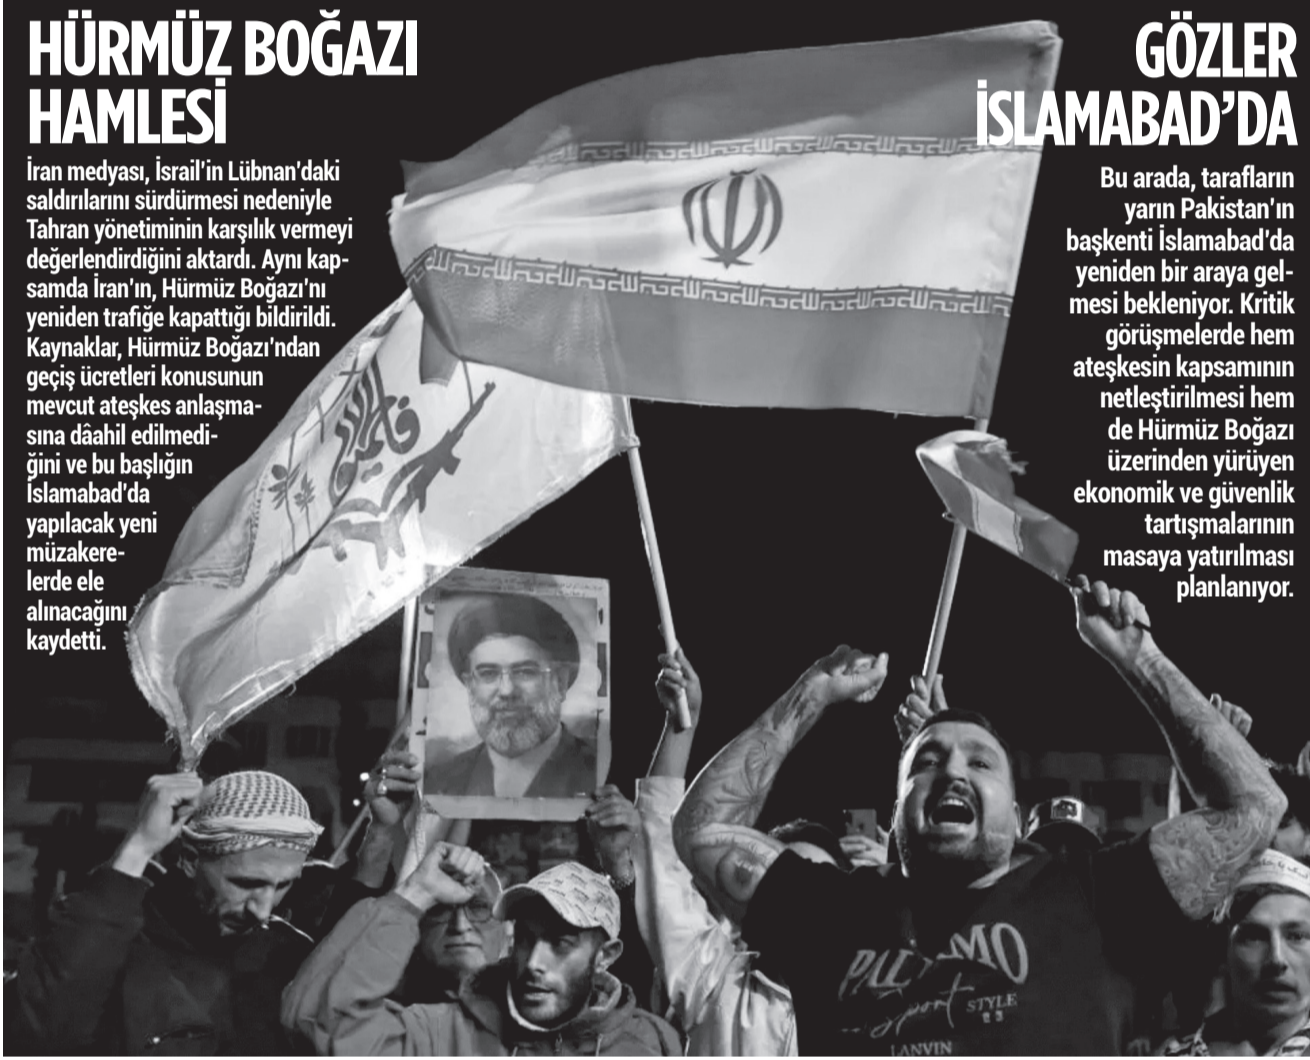 HÜRMÜZ BOĞAZI
HAMLESİ
İran medyası, İsrail'in Lübnan'daki
saldırılarını sürdürmesi nedeniyle
Tahran yönetiminin karşılık vermeyi
değerlendirdiğini aktardı. Aynı kap-
samda İran'ın, Hürmüz Boğazı'nı
yeniden trafiğe kapattığı bildirildi.
Kaynaklar, Hürmüz Boğazı'ndan
geçiş ücretleri konusunun
mevcut ateşkes anlaşma-
sına dâahil edilmedi-
ğini ve bu başlığın
İslamabad'da
yapılacak yeni
müzakere-
lerde ele
alınacağını
kaydetti.
GÖZLER
İSLAMABAD'DA
Bu arada, tarafların
yarın Pakistan'ın
başkenti İslamabad'da
yeniden bir araya gel-
mesi bekleniyor. Kritik
görüşmelerde hem
ateşkesin kapsamının
netleştirilmesi hem
de Hürmüz Boğazı
üzerinden yürüyen
ekonomik ve güvenlik
tartışmalarının
masaya yatırılması
planlanıyor.
STYLE
LANVIN